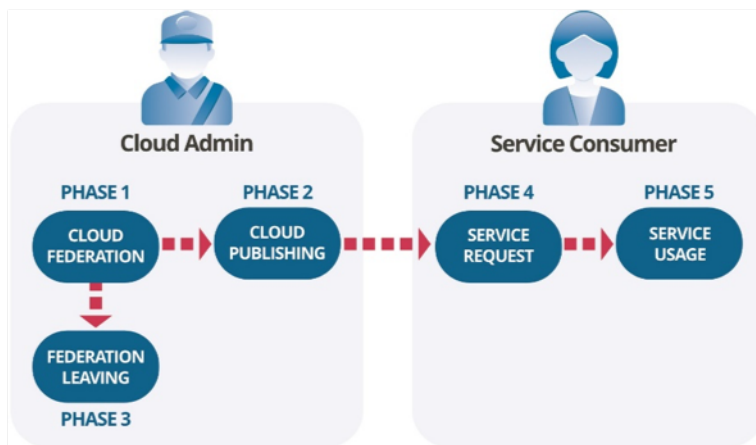 Cloud Admin
Service Consumer
PHASE 1
PHASE 2
PHASE 4
PHASE 5
CLOUD
FEDERATION
CLOUD
PUBLISHING
SERVICE
REQUEST
SERVICE
USAGE
FEDERATION
LEAVING
PHASE 3